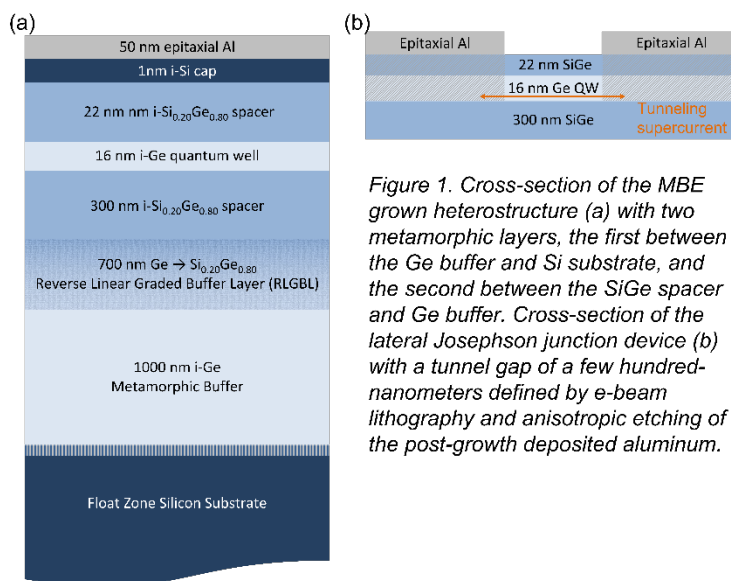 (a)
50 nm epitaxial Al
1nm i-Si cap
22 nm nm i-Si0.20Ge0.80 spacer
16 nm i-Ge quantum well
300 nm i-Si0.20Ge0.80 spacer
700 nm Ge → Si0.20Ge0.80
Reverse Linear Graded Buffer Layer (RLGBL)
1000 nm i-Ge
Metamorphic Buffer
Float Zone Silicon Substrate
(b)
Epitaxial Al
Epitaxial Al
22 nm SiGe
16 nm Ge QW
300 nm SiGe
Tunneling
supercurrent
Figure 1. Cross-section of the MBE
grown heterostructure (a) with two
metamorphic layers, the first between
the Ge buffer and Si substrate, and
the second between the SiGe spacer
and Ge buffer. Cross-section of the
lateral Josephson junction device (b)
with a tunnel gap of a few hundred-
nanometers defined by e-beam
lithography and anisotropic etching of
the post-growth deposited aluminum.